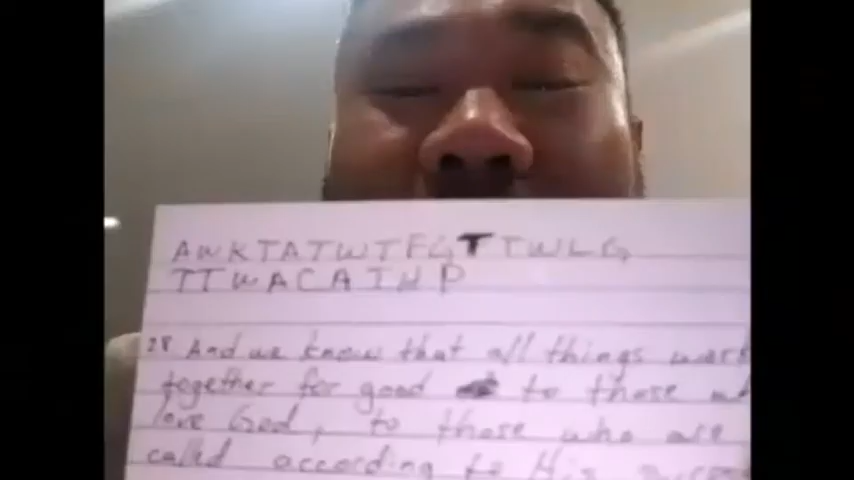 AWKTATWTFGTTWLG
TTWACATHP
28 And we know that all things work
together for good to those
love God, to those who are
called according to His